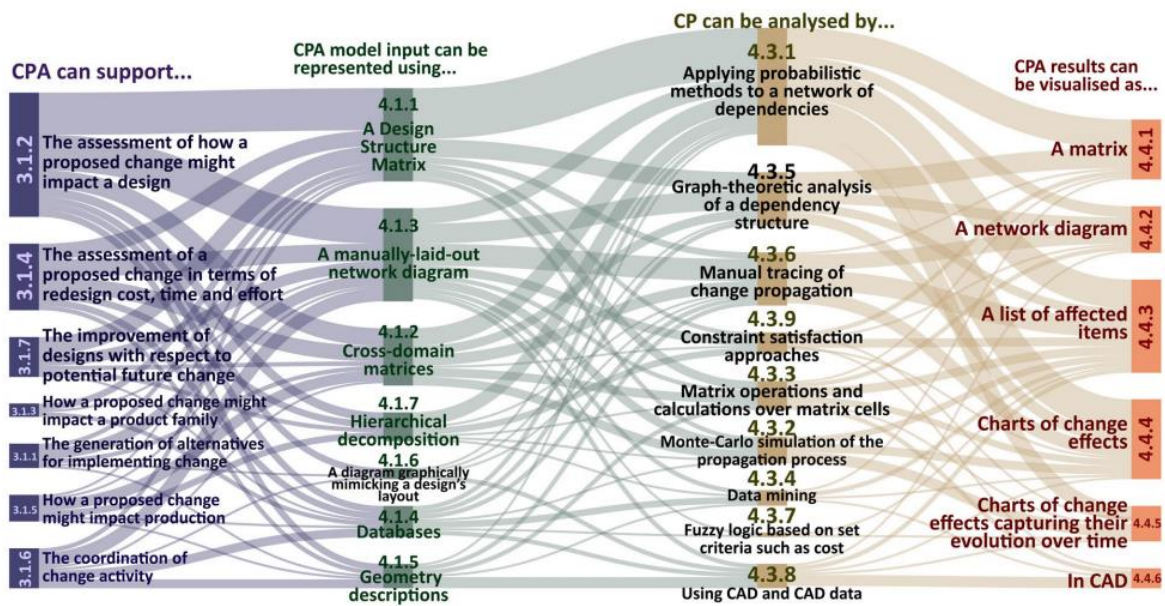 CPA can support...
3.1.2
The assessment of how a
proposed change might
impact a design
3.1.4
The assessment of a
proposed change in terms of
redesign cost, time and effort
3.1.7
The improvement of
designs with respect to
potential future change
3.1.3
How a proposed change might
impact a product family
3.1.1
The generation of alternatives
for implementing change
3.1.5
How a proposed change
might impact production
3.1.6
The coordination of
change activity
CPA model input can be
represented using...
4.1.1
A Design
Structure
Matrix
4.1.3
A manually-laid-out
network diagram
4.1.2
Cross-domain
matrices
4.1.7
Hierarchical
decomposition
4.1.6
A diagram graphically
mimicking a design's
layout
4.1.4
Databases
4.1.5
Geometry
descriptions
CP can be analysed by...
4.3.1
Applying probabilistic
methods to a network of
dependencies
4.3.5
Graph-theoretic analysis
of a dependency
structure
4.3.6
Manual tracing of
change propagation
4.3.9
Constraint satisfaction
approaches
4.3.3
Matrix operations and
calculations over matrix cells
4.3.2
Monte-Carlo simulation of the
propagation process
4.3.4
Data mining
4.3.7
Fuzzy logic based on set
criteria such as cost
4.3.8
Using CAD and CAD data
CPA results can
be visualised as...
A matrix
4.4.1
A network diagram
4.4.2
A list of affected
items
4.4.3
Charts of change
effects
4.4.4
Charts of change
effects capturing their
evolution over time
4.4.5
In CAD
4.4.6